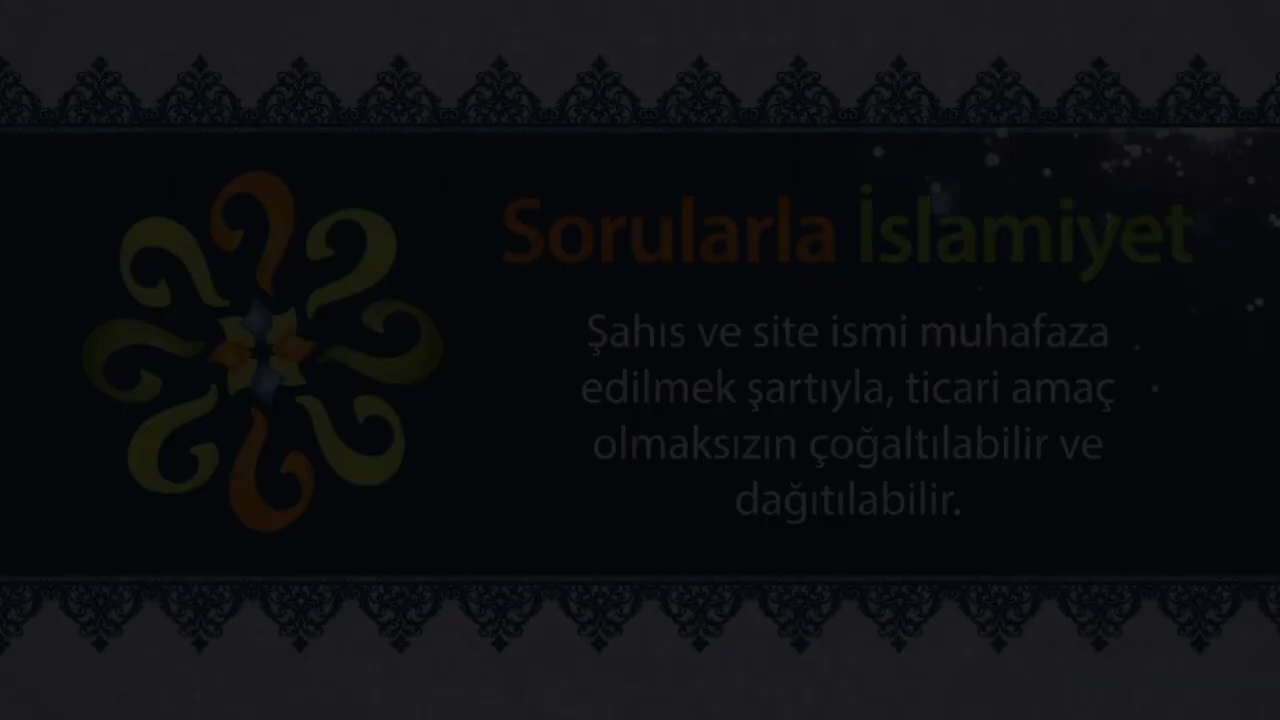 Sorularla İslamiyet
Şahıs ve site ismi muhafaza
edilmek şartıyla, ticari amaç
olmaksızın çoğaltılabilir ve
dağıtılabilir.